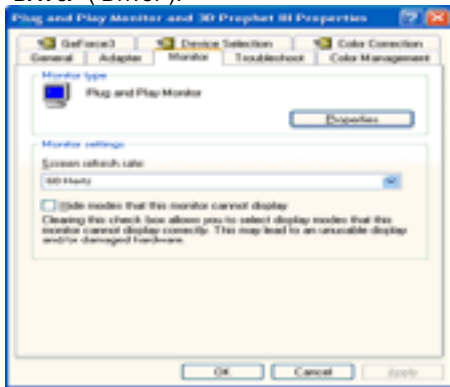 Plug and Play Monitor and 3D Prophet III Properties
GeForce3 Device Selection Color Correction
General Adapter Monitor Troubleshoot Color Management
Monitor type
Plug and Play Monitor
Properties
Monitor settings
Screen refresh rate:
60 Hertz
Hide modes that this monitor cannot display
Clearing this check box allows you to select display modes that this
monitor cannot display correctly. This may lead to an unusable display
and/or damaged hardware.
OK Cancel Apply